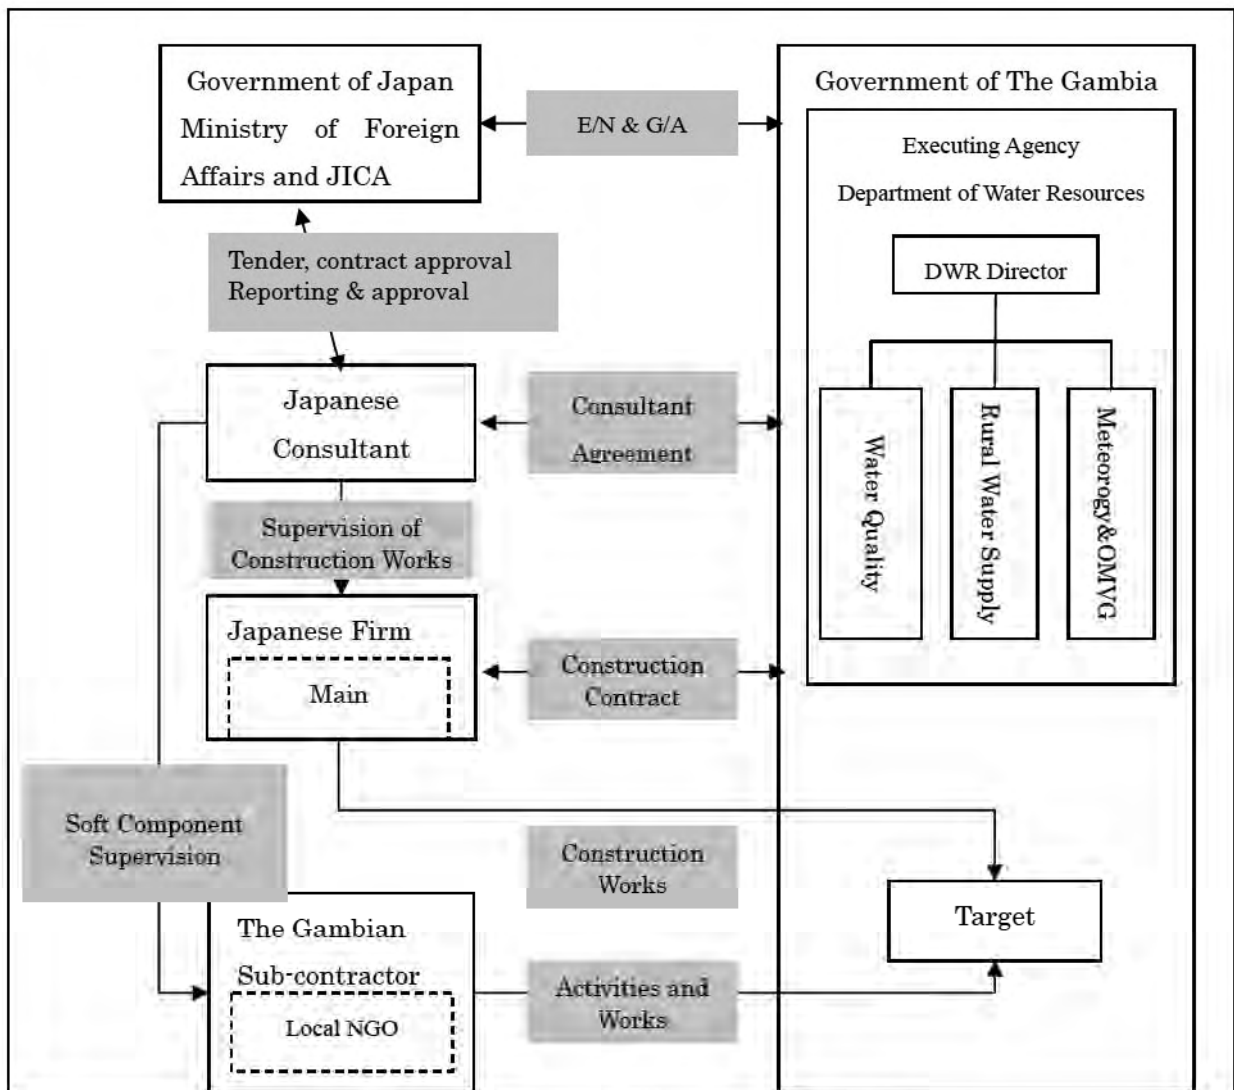 Government of Japan
Ministry of Foreign
Affairs and JICA
E/N & G/A
Government of The Gambia
Executing Agency
Department of Water Resources
DWR Director
Water Quality
Rural Water Supply
Meteorogy&OMVG
Tender, contract approval
Reporting & approval
Japanese
Consultant
Consultant
Agreement
Supervision of
Construction Works
Japanese Firm
Main
Construction
Contract
Soft Component
Supervision
Construction
Works
Target
The Gambian
Sub-contractor
Local NGO
Activities and
Works